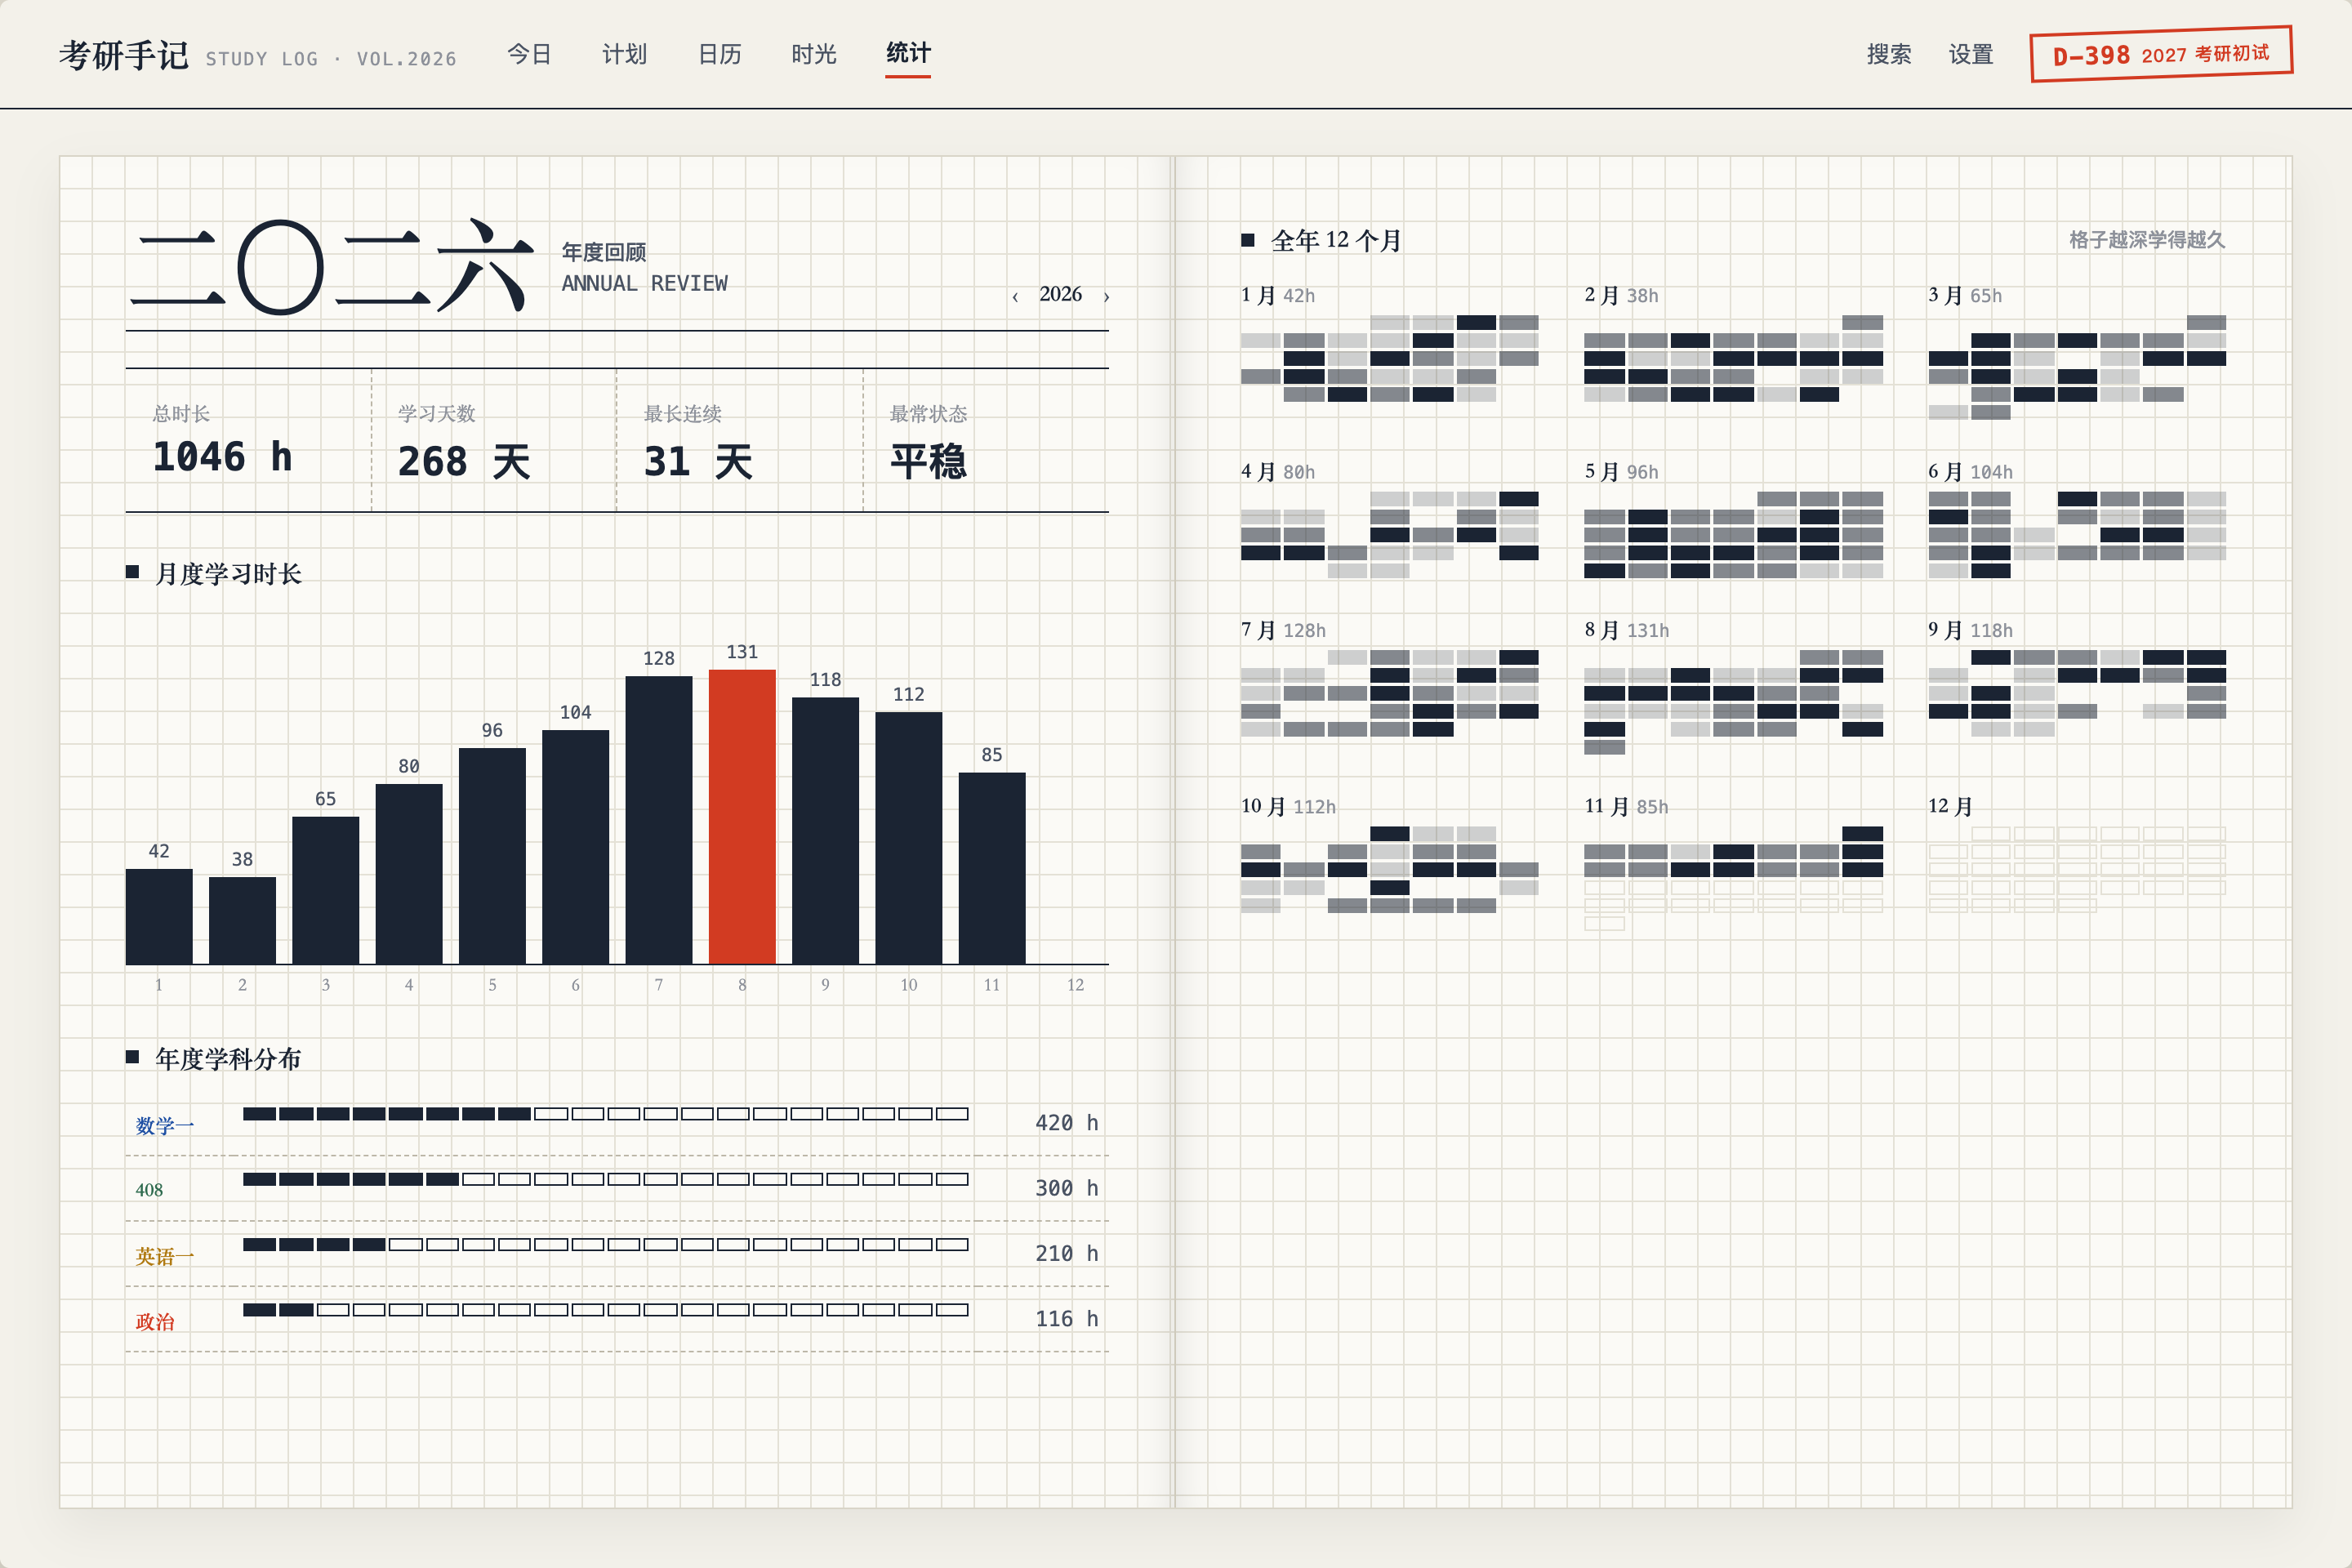 考研手记 STUDY LOG · VOL.2026 今日 计划 日历 时光 统计 搜索 设置 D-398 2027 考研初试
二〇二六 年度回顾
ANNUAL REVIEW
‹ 2026 ›
总时长 学习天数 最长连续 最常状态
1046 h 268 天 31 天 平稳
■ 月度学习时长
42 38 65 80 96 104 128 131 118 112 85
1 2 3 4 5 6 7 8 9 10 11 12
■ 年度学科分布
数学一 420 h
408 300 h
英语一 210 h
政治 116 h
■ 全年 12 个月 格子越深学得越久
1 月 42h 2 月 38h 3 月 65h
4 月 80h 5 月 96h 6 月 104h
7 月 128h 8 月 131h 9 月 118h
10 月 112h 11 月 85h 12 月